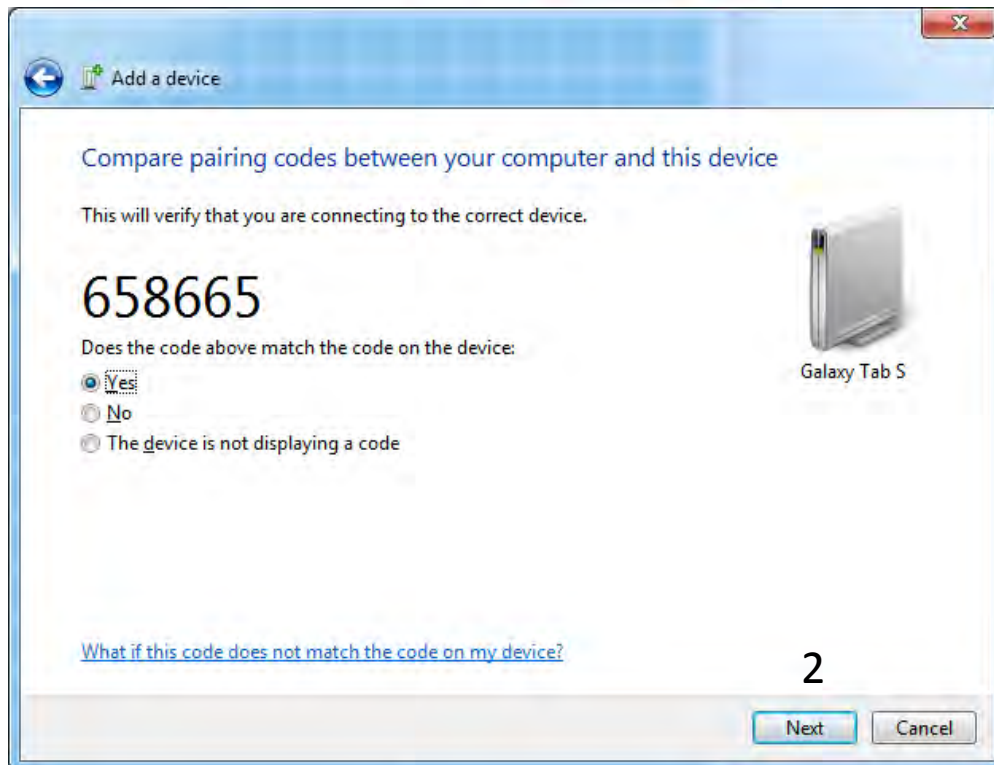 Add a device
Compare pairing codes between your computer and this device
This will verify that you are connecting to the correct device.
658665
Does the code above match the code on the device:
Galaxy Tab S
Yes
No
The device is not displaying a code
What if this code does not match the code on my device?
2
Next Cancel